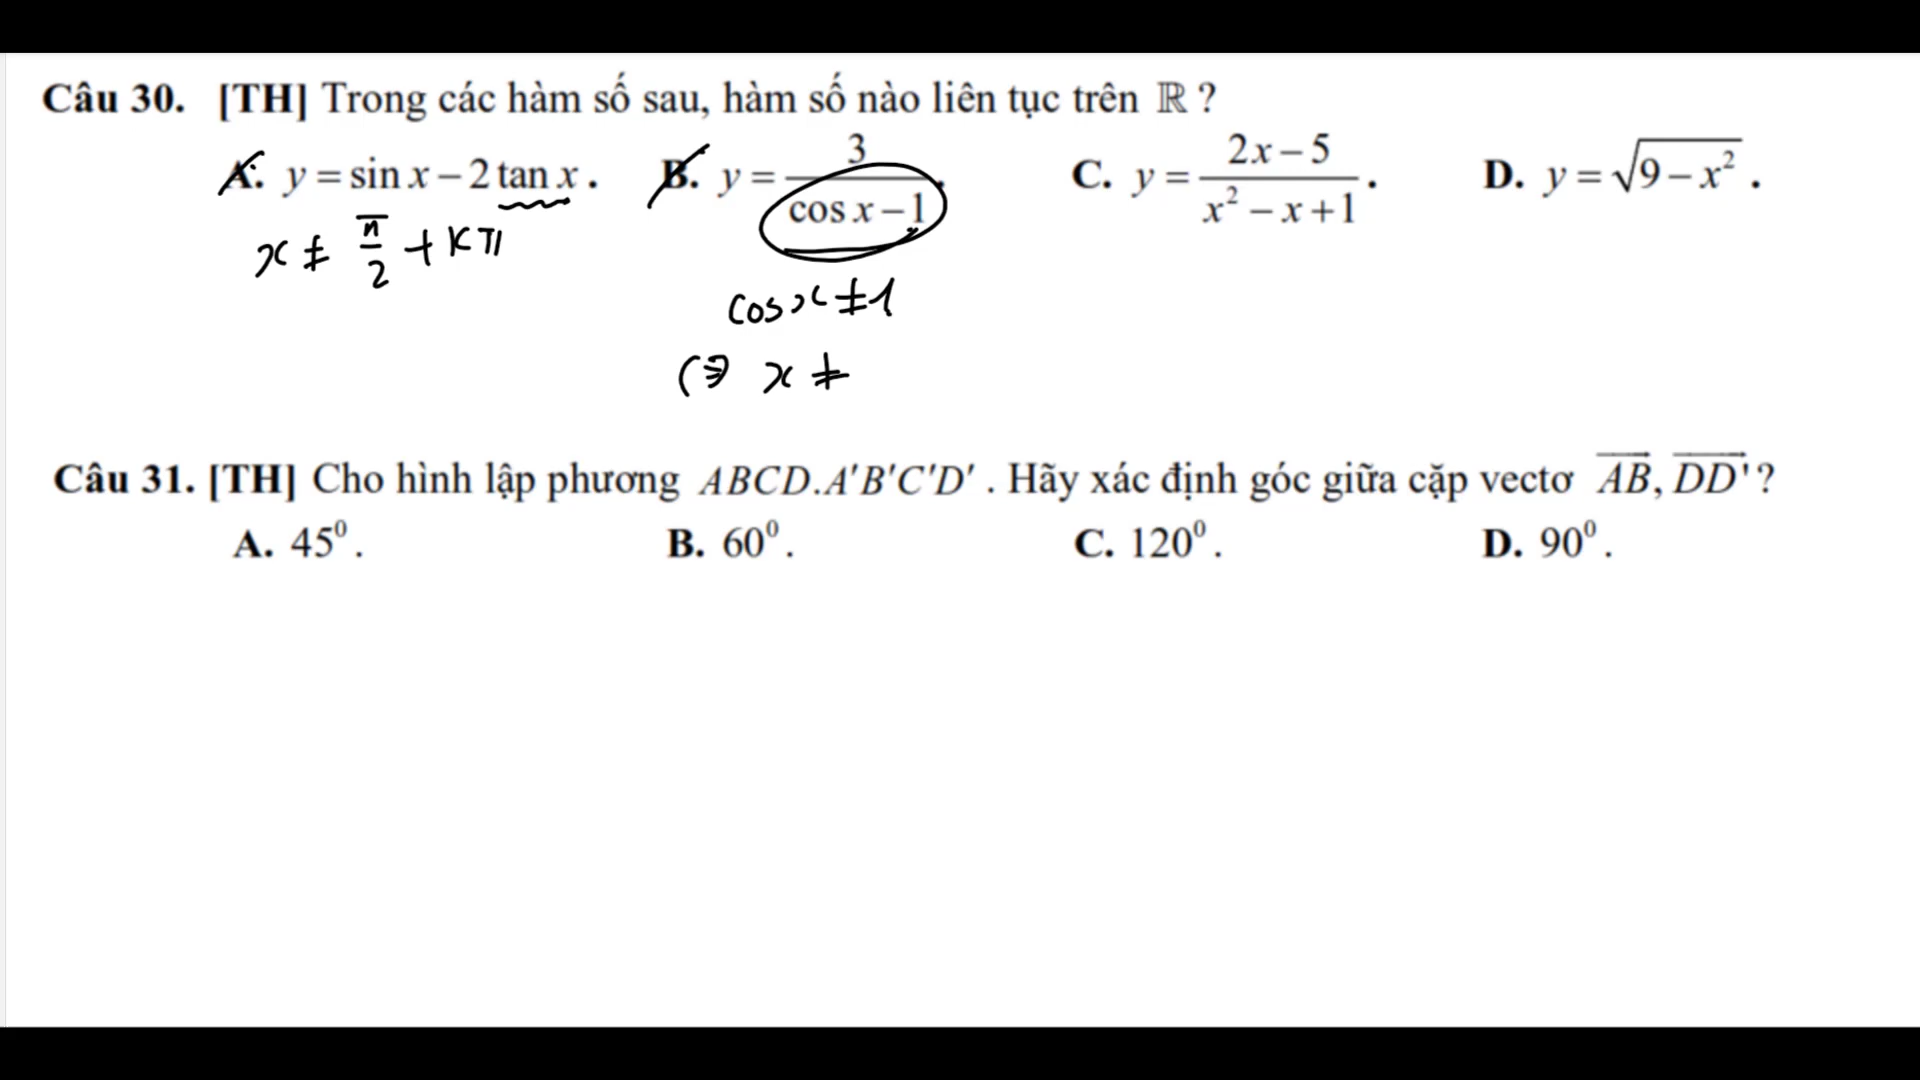 Câu 30. [TH] Trong các hàm số sau, hàm số nào liên tục trên ℝ ?
A. y = sin x − 2 tan x . B. y = 3/(cos x − 1) . C. y = (2x − 5)/(x² − x + 1) . D. y = √(9 − x²) .
x ≠ π/2 + kπ
cos x ≠ 1
x ≠
Câu 31. [TH] Cho hình lập phương ABCD.A'B'C'D' . Hãy xác định góc giữa cặp vectơ A͞B͞, D͞D͞'͞ ?
A. 45⁰ . B. 60⁰ . C. 120⁰ . D. 90⁰ .